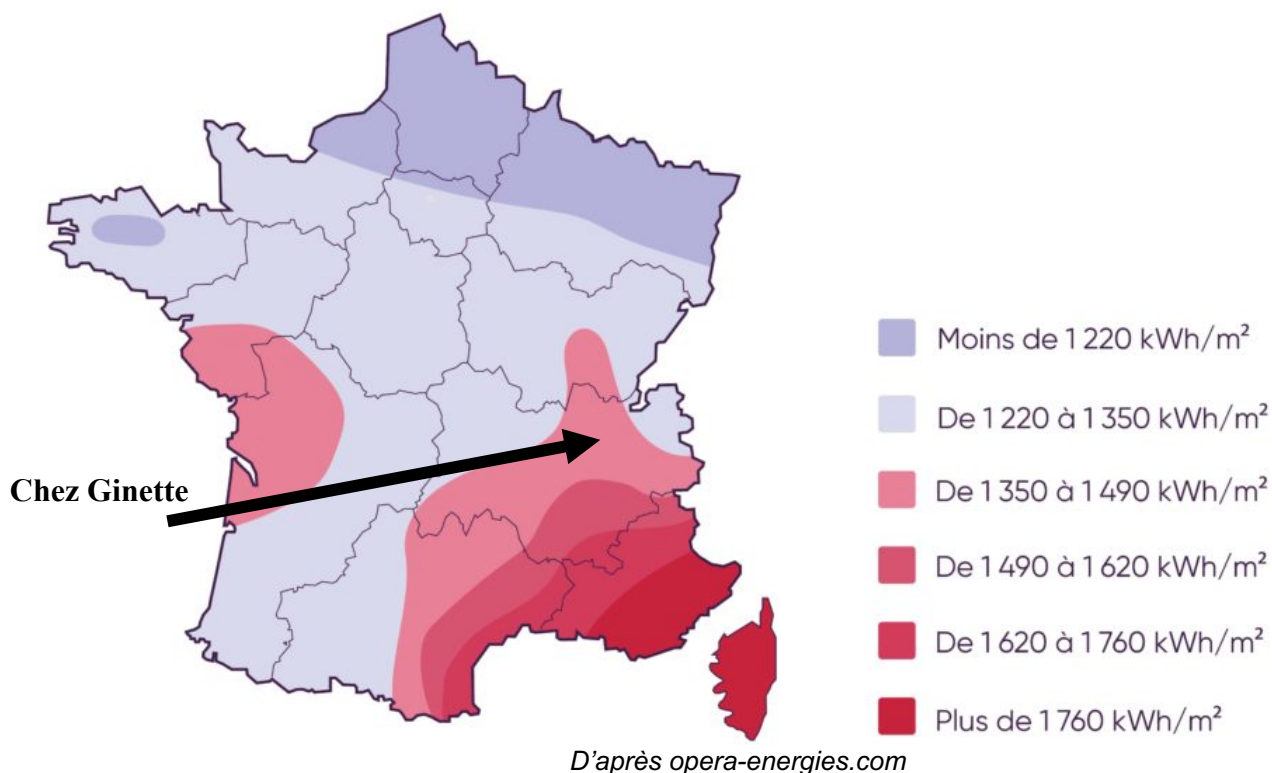 Moins de 1 220 kWh/m²
De 1 220 à 1 350 kWh/m²
Chez Ginette
De 1 350 à 1 490 kWh/m²
De 1 490 à 1 620 kWh/m²
De 1 620 à 1 760 kWh/m²
Plus de 1 760 kWh/m²
D'après opera-energies.com